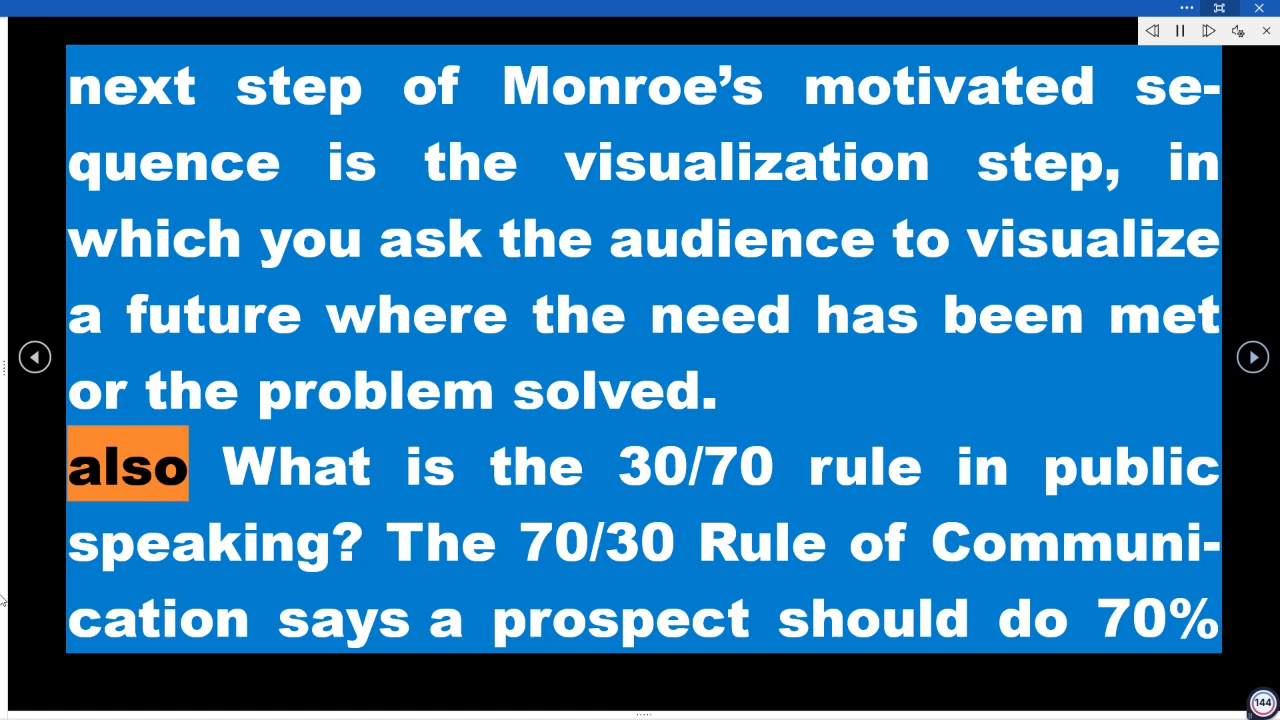 next step of Monroe’s motivated se-
quence is the visualization step, in
which you ask the audience to visualize
a future where the need has been met
or the problem solved.
also What is the 30/70 rule in public
speaking? The 70/30 Rule of Communi-
cation says a prospect should do 70%
144